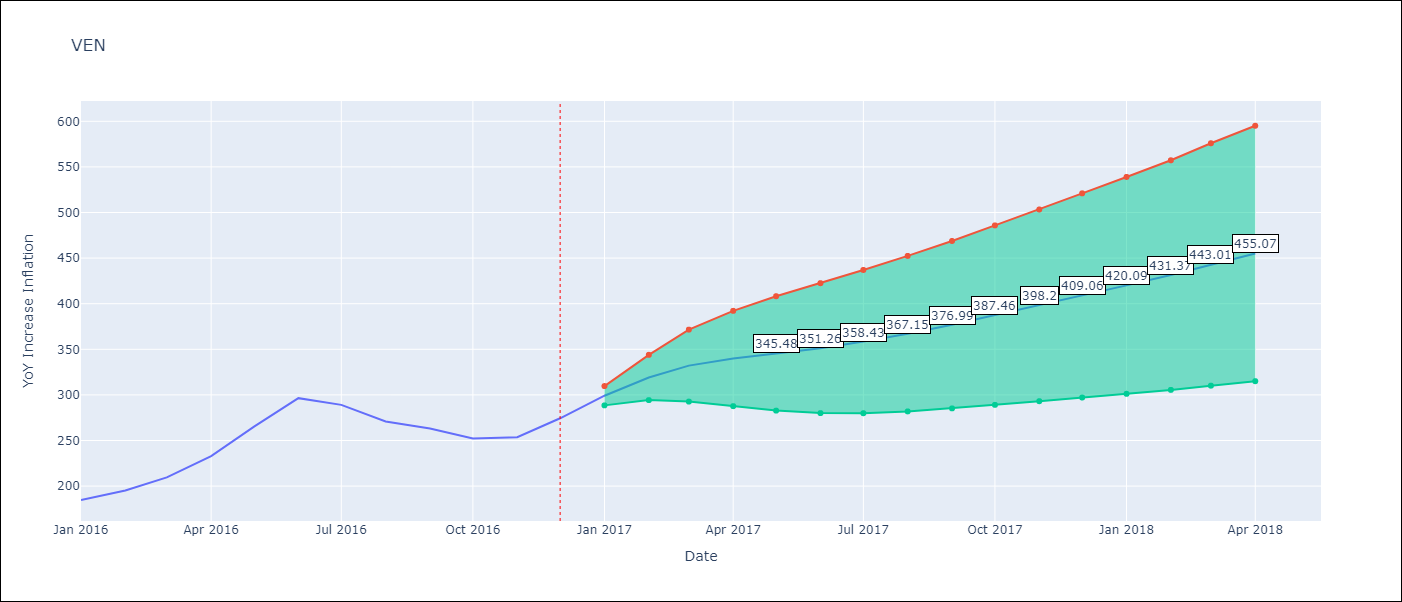 VEN
YoY Increase Inflation
600
550
500
450
400
350
300
250
200
345.48
351.26
358.43
367.15
376.99
387.46
398.2
409.06
420.09
431.37
443.01
455.07
Jan 2016
Apr 2016
Jul 2016
Oct 2016
Jan 2017
Apr 2017
Jul 2017
Oct 2017
Jan 2018
Apr 2018
Date